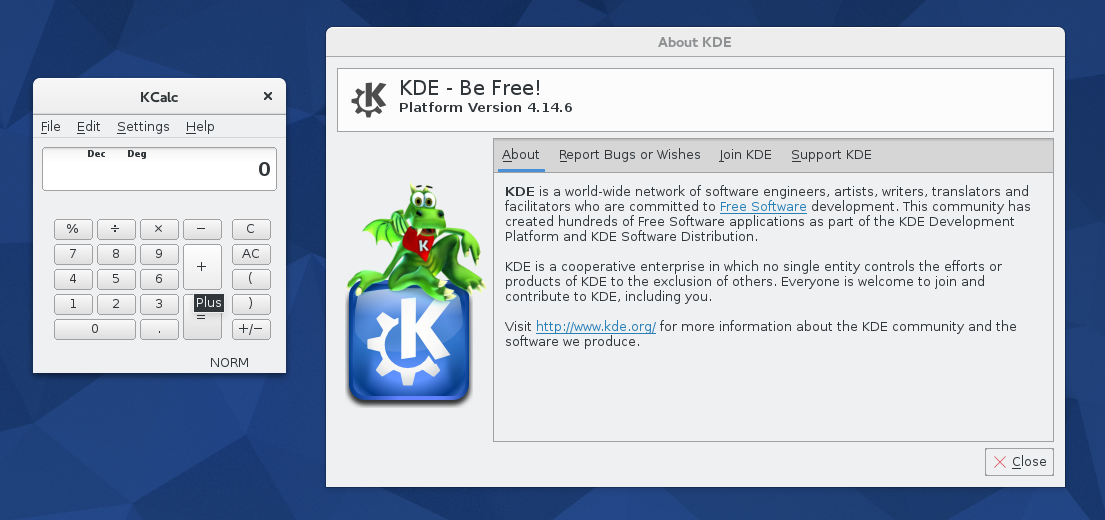 KCalc ×
File Edit Settings Help
Dec Deg
0
% ÷ × − C
7 8 9 + AC
4 5 6 (
1 2 3 Plus )
0 . = +/−
NORM
About KDE
KDE - Be Free!
Platform Version 4.14.6
About Report Bugs or Wishes Join KDE Support KDE
KDE is a world-wide network of software engineers, artists, writers, translators and
facilitators who are committed to Free Software development. This community has
created hundreds of Free Software applications as part of the KDE Development
Platform and KDE Software Distribution.
KDE is a cooperative enterprise in which no single entity controls the efforts or
products of KDE to the exclusion of others. Everyone is welcome to join and
contribute to KDE, including you.
Visit http://www.kde.org/ for more information about the KDE community and the
software we produce.
K
K
Close